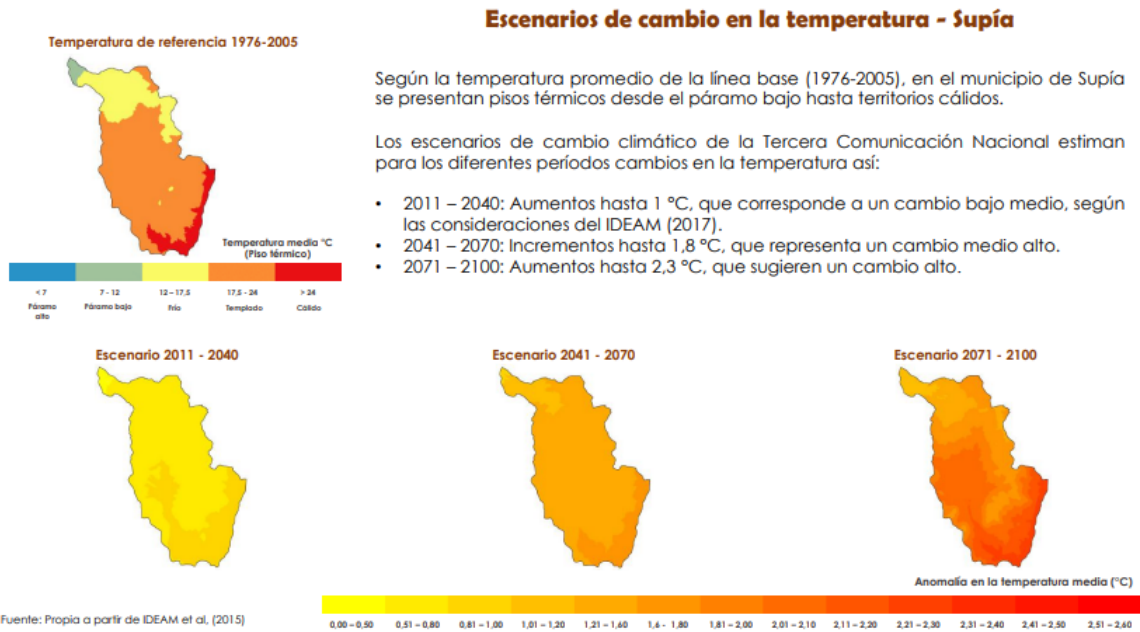 Escenarios de cambio en la temperatura - Supía
Temperatura de referencia 1976-2005
Según la temperatura promedio de la línea base (1976-2005), en el municipio de Supía
se presentan pisos térmicos desde el páramo bajo hasta territorios cálidos.
Los escenarios de cambio climático de la Tercera Comunicación Nacional estiman
para los diferentes períodos cambios en la temperatura así:
• 2011 – 2040: Aumentos hasta 1 °C, que corresponde a un cambio bajo medio, según
las consideraciones del IDEAM (2017).
• 2041 – 2070: Incrementos hasta 1,8 °C, que representa un cambio medio alto.
• 2071 – 2100: Aumentos hasta 2,3 °C, que sugieren un cambio alto.
Temperatura media °C
(Piso térmico)
< 7 7 - 12 12 – 17,5 17,5 - 24 > 24
Páramo Páramo bajo Frío Templado Cálido
alto
Escenario 2011 - 2040 Escenario 2041 - 2070 Escenario 2071 - 2100
Anomalía en la temperatura media (°C)
0,00 – 0,50 0,51 – 0,80 0,81 – 1,00 1,01 – 1,20 1,21 – 1,60 1,6 - 1,80 1,81 – 2,00 2,01 – 2,10 2,11 – 2,20 2,21 – 2,30 2,31 – 2,40 2,41 – 2,50 2,51 – 2,60
Fuente: Propia a partir de IDEAM et al, (2015)